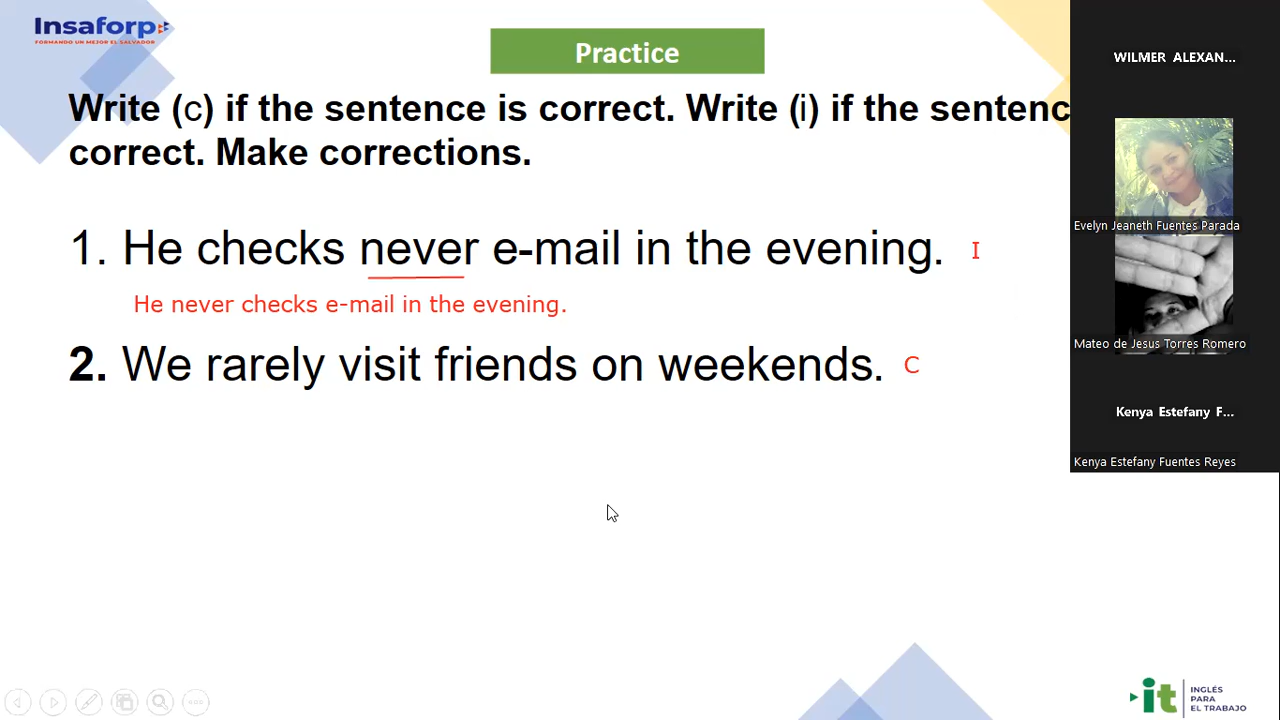 Insaforp
FORMANDO UN MEJOR EL SALVADOR
Practice
Write (c) if the sentence is correct. Write (i) if the sentenc
correct. Make corrections.
1. He checks never e-mail in the evening. I
He never checks e-mail in the evening.
2. We rarely visit friends on weekends. C
WILMER ALEXAN...
Evelyn Jeaneth Fuentes Parada
Mateo de Jesus Torres Romero
Kenya Estefany F...
Kenya Estefany Fuentes Reyes
it
INGLÉS
PARA
EL TRABAJO